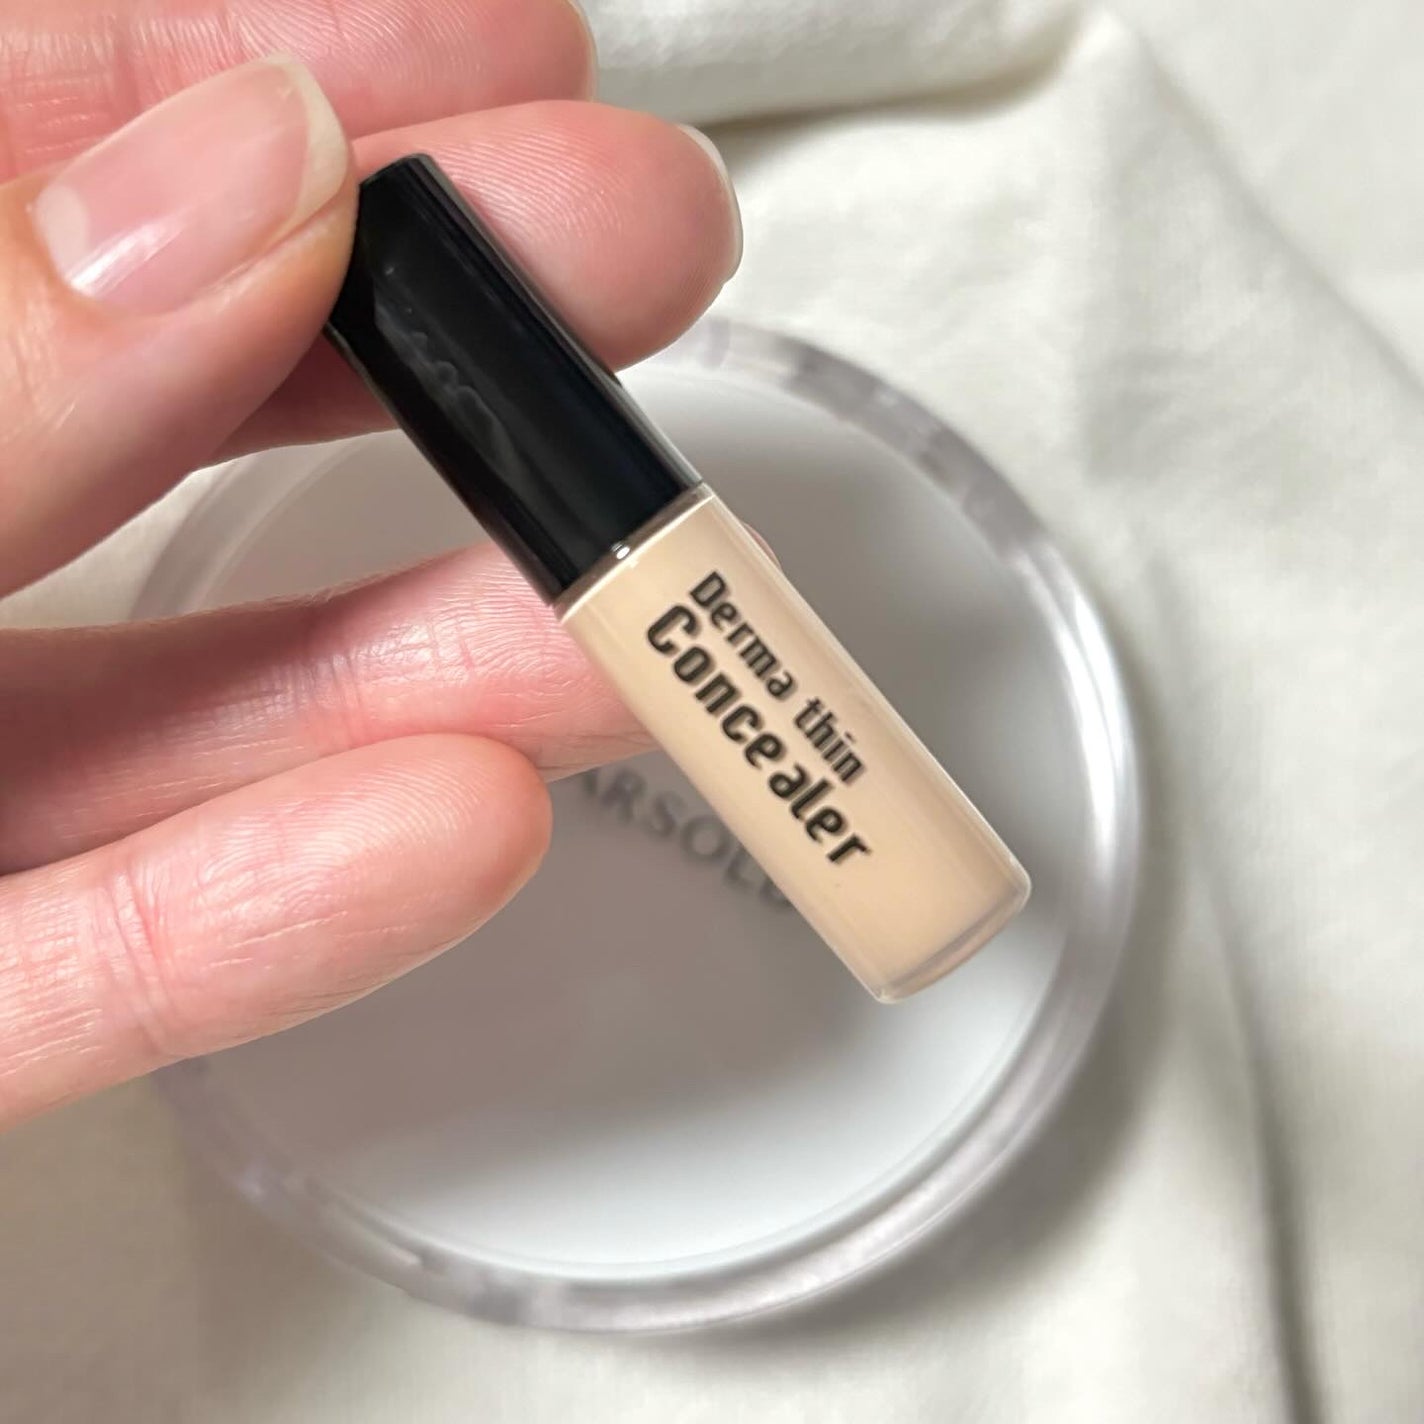 Derma thin
Concealer